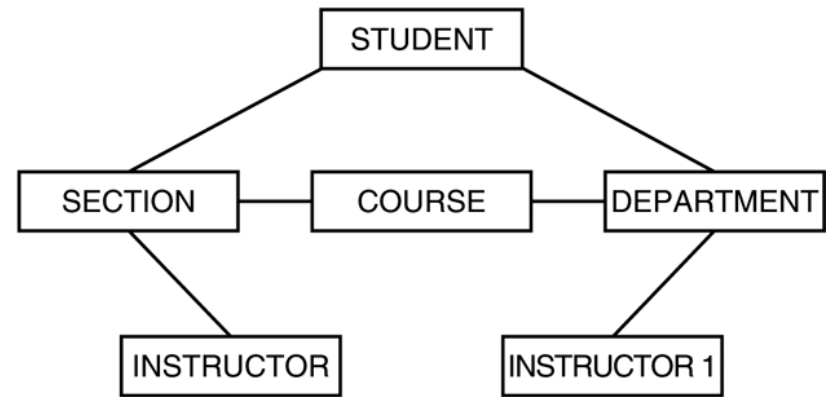 STUDENT
SECTION
COURSE
DEPARTMENT
INSTRUCTOR
INSTRUCTOR 1